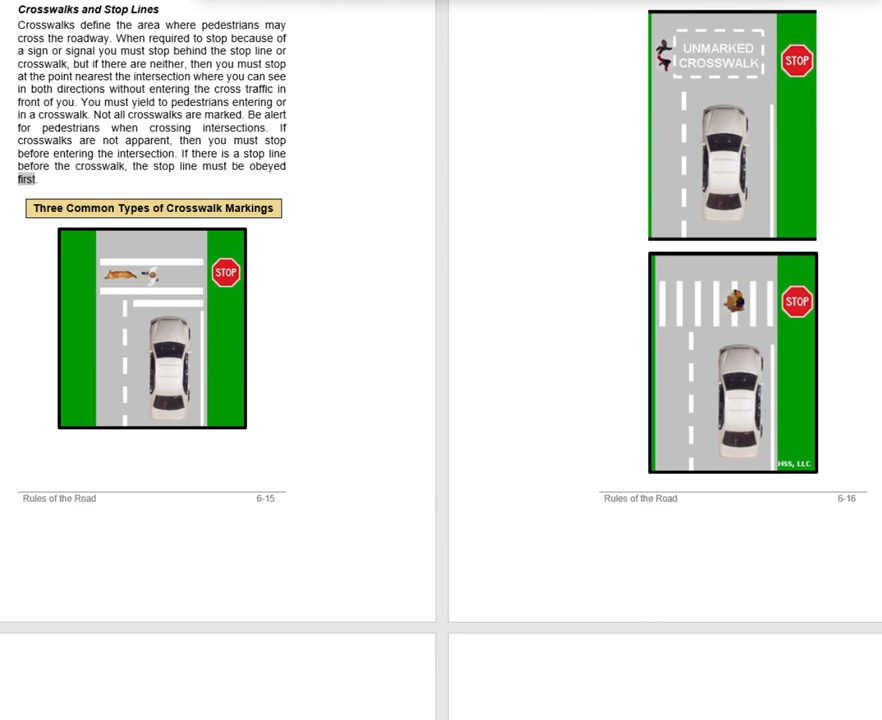 Crosswalks and Stop Lines
Crosswalks define the area where pedestrians may
cross the roadway. When required to stop because of
a sign or signal you must stop behind the stop line or
crosswalk, but if there are neither, then you must stop
at the point nearest the intersection where you can see
in both directions without entering the cross traffic in
front of you. You must yield to pedestrians entering or
in a crosswalk. Not all crosswalks are marked. Be alert
for pedestrians when crossing intersections. If
crosswalks are not apparent, then you must stop
before entering the intersection. If there is a stop line
before the crosswalk, the stop line must be obeyed
first.
Three Common Types of Crosswalk Markings
STOP
Rules of the Road 6-15
UNMARKED
CROSSWALK
STOP
STOP
HSS, LLC
Rules of the Road 6-16